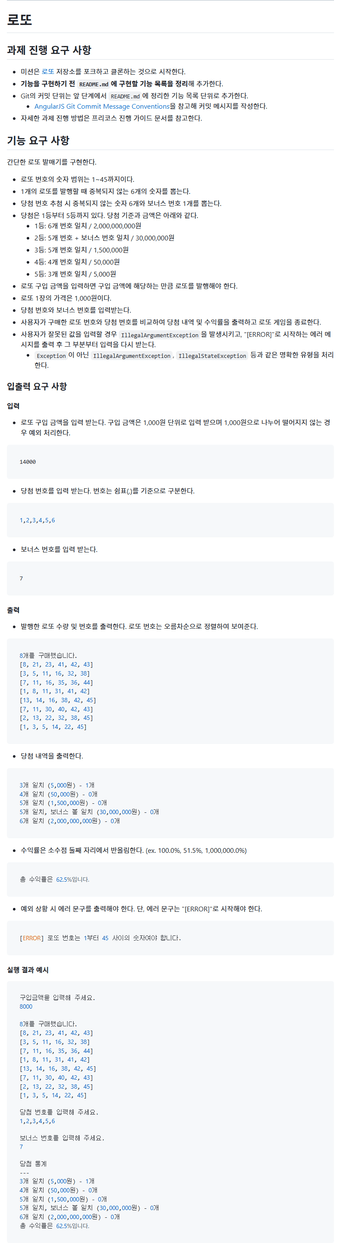 로또
과제 진행 요구 사항
미션은 로또 저장소를 포크하고 클론하는 것으로 시작한다.
기능을 구현하기 전 README.md 에 구현할 기능 목록을 정리해 추가한다.
Git의 커밋 단위는 앞 단계에서 README.md 에 정리한 기능 목록 단위로 추가한다.
AngularJS Git Commit Message Conventions을 참고해 커밋 메시지를 작성한다.
자세한 과제 진행 방법은 프리코스 진행 가이드 문서를 참고한다.
기능 요구 사항
간단한 로또 발매기를 구현한다.
로또 번호의 숫자 범위는 1~45까지이다.
1개의 로또를 발행할 때 중복되지 않는 6개의 숫자를 뽑는다.
당첨 번호 추첨 시 중복되지 않는 숫자 6개와 보너스 번호 1개를 뽑는다.
당첨은 1등부터 5등까지 있다. 당첨 기준과 금액은 아래와 같다.
1등: 6개 번호 일치 / 2,000,000,000원
2등: 5개 번호 + 보너스 번호 일치 / 30,000,000원
3등: 5개 번호 일치 / 1,500,000원
4등: 4개 번호 일치 / 50,000원
5등: 3개 번호 일치 / 5,000원
로또 구입 금액을 입력하면 구입 금액에 해당하는 만큼 로또를 발행해야 한다.
로또 1장의 가격은 1,000원이다.
당첨 번호와 보너스 번호를 입력받는다.
사용자가 구매한 로또 번호와 당첨 번호를 비교하여 당첨 내역 및 수익률을 출력하고 로또 게임을 종료한다.
사용자가 잘못된 값을 입력할 경우 IllegalArgumentException 을 발생시키고, "[ERROR]"로 시작하는 에러 메
시지를 출력 후 그 부분부터 입력을 다시 받는다.
Exception 이 아닌 IllegalArgumentException, IllegalStateException 등과 같은 명확한 유형을 처리
한다.
입출력 요구 사항
입력
로또 구입 금액을 입력 받는다. 구입 금액은 1,000원 단위로 입력 받으며 1,000원으로 나누어 떨어지지 않는 경
우 예외 처리한다.
14000
당첨 번호를 입력 받는다. 번호는 쉼표(,)를 기준으로 구분한다.
1,2,3,4,5,6
보너스 번호를 입력 받는다.
7
출력
발행한 로또 수량 및 번호를 출력한다. 로또 번호는 오름차순으로 정렬하여 보여준다.
8개를 구매했습니다.
[8, 21, 23, 41, 42, 43]
[3, 5, 11, 16, 32, 38]
[7, 11, 16, 35, 36, 44]
[1, 8, 11, 31, 41, 42]
[13, 14, 16, 38, 42, 45]
[7, 11, 30, 40, 42, 43]
[2, 13, 22, 32, 38, 45]
[1, 3, 5, 14, 22, 45]
당첨 내역을 출력한다.
3개 일치 (5,000원) - 1개
4개 일치 (50,000원) - 0개
5개 일치 (1,500,000원) - 0개
5개 일치, 보너스 볼 일치 (30,000,000원) - 0개
6개 일치 (2,000,000,000원) - 0개
수익률은 소수점 둘째 자리에서 반올림한다. (ex. 100.0%, 51.5%, 1,000,000.0%)
총 수익률은 62.5%입니다.
예외 상황 시 에러 문구를 출력해야 한다. 단, 에러 문구는 "[ERROR]"로 시작해야 한다.
[ERROR] 로또 번호는 1부터 45 사이의 숫자여야 합니다.
실행 결과 예시
구입금액을 입력해 주세요.
8000
8개를 구매했습니다.
[8, 21, 23, 41, 42, 43]
[3, 5, 11, 16, 32, 38]
[7, 11, 16, 35, 36, 44]
[1, 8, 11, 31, 41, 42]
[13, 14, 16, 38, 42, 45]
[7, 11, 30, 40, 42, 43]
[2, 13, 22, 32, 38, 45]
[1, 3, 5, 14, 22, 45]
당첨 번호를 입력해 주세요.
1,2,3,4,5,6
보너스 번호를 입력해 주세요.
7
당첨 통계
---
3개 일치 (5,000원) - 1개
4개 일치 (50,000원) - 0개
5개 일치 (1,500,000원) - 0개
5개 일치, 보너스 볼 일치 (30,000,000원) - 0개
6개 일치 (2,000,000,000원) - 0개
총 수익률은 62.5%입니다.